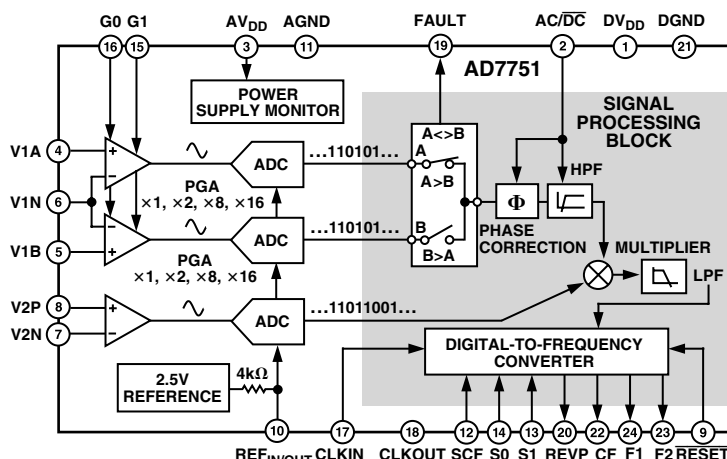 G0 G1 AVDD AGND FAULT AC/DC DVDD DGND
16 15 3 11 19 2 1 21
AD7751
POWER
SUPPLY MONITOR
SIGNAL
PROCESSING
BLOCK
A<>B
A
A>B
B
B>A
V1A 4
V1N 6
V1B 5
V2P 8
V2N 7
+
−
−
+
+
−
ADC
...110101...
PGA
×1, ×2, ×8, ×16
ADC
...110101...
PGA
×1, ×2, ×8, ×16
ADC
...11011001...
Φ
HPF
PHASE
CORRECTION
MULTIPLIER
LPF
DIGITAL-TO-FREQUENCY
CONVERTER
2.5V
REFERENCE
4kΩ
10 17 18 12 14 13 20 22 24 23 9
REFIN/OUT CLKIN CLKOUT SCF S0 S1 REVP CF F1 F2 RESET